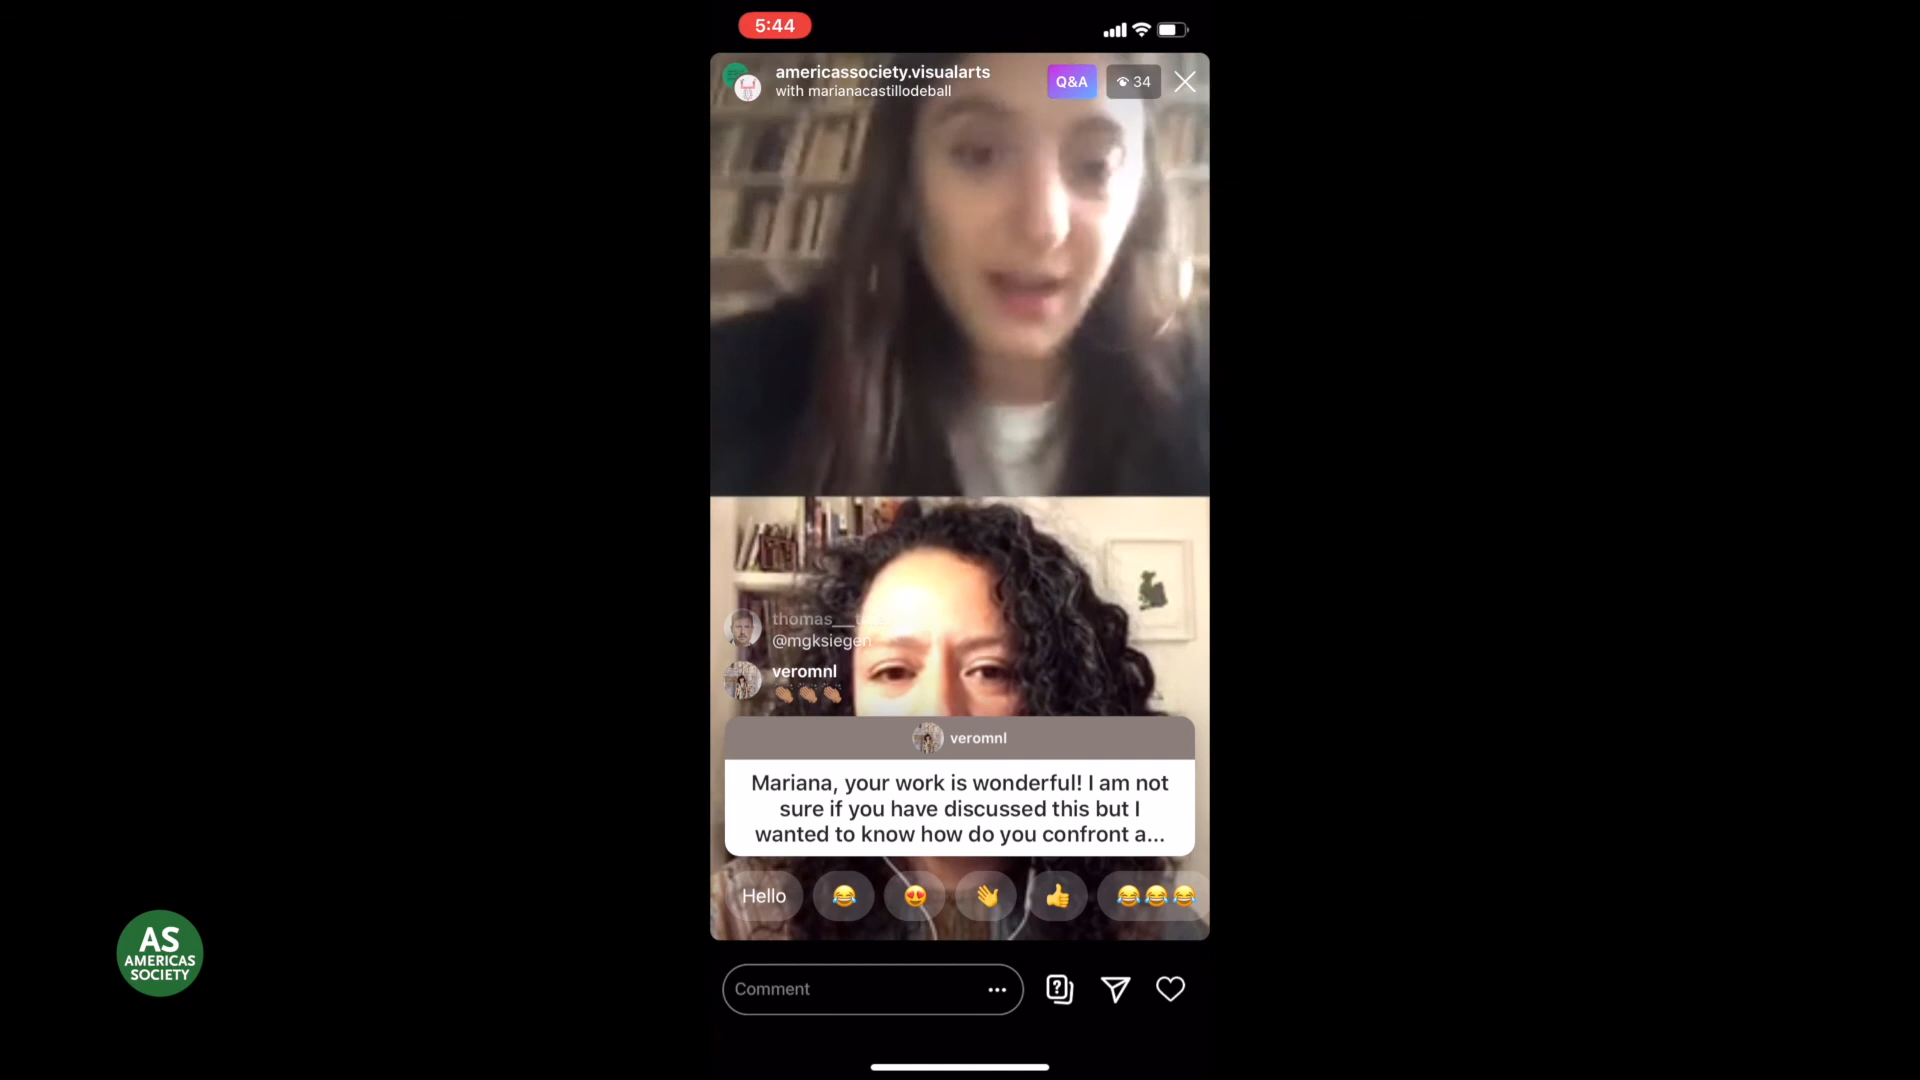 5:44
americassociety.visualarts
with marianacastillodeball
Q&A
34
@mgksiegen
veromnl
veromnl
Mariana, your work is wonderful! I am not
sure if you have discussed this but I
wanted to know how do you confront a...
Hello
Comment
AS
AMERICAS
SOCIETY